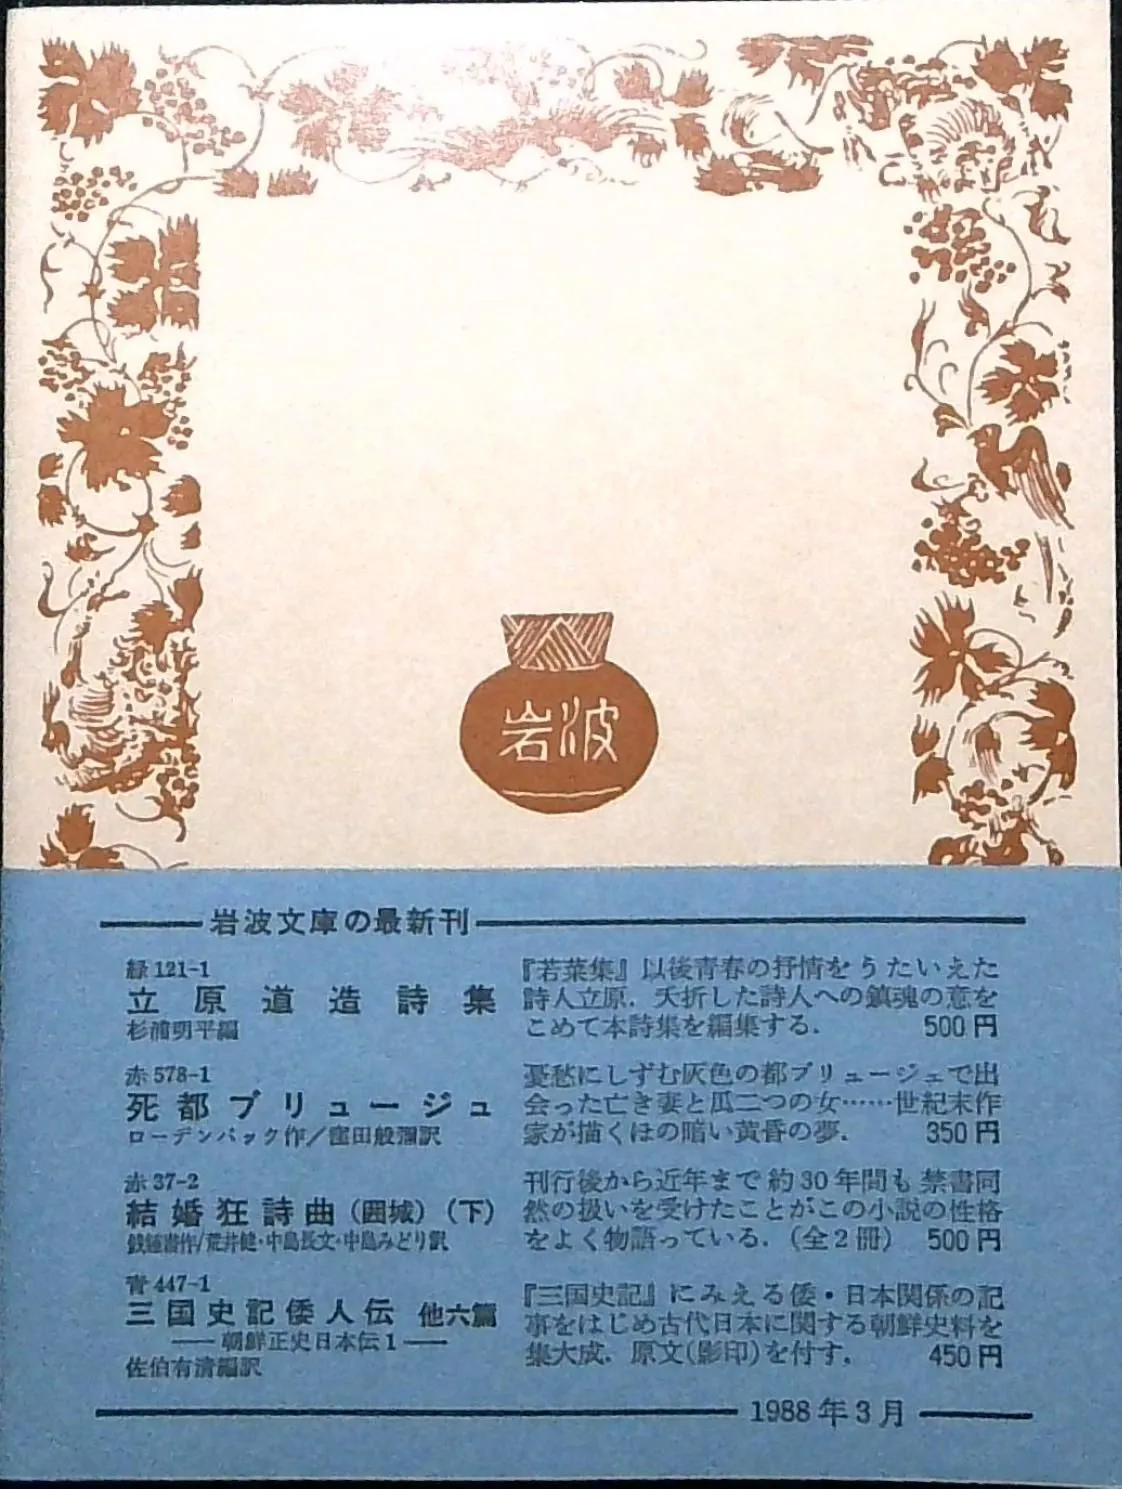 岩波
岩波文庫の最新刊
緑121-1
立原道造詩集
杉浦明平編
『若菜集』以後青春の抒情をうたいえた
詩人立原．夭折した詩人への鎮魂の意を
こめて本詩集を編集する． 500円
赤578-1
死都ブリュージュ
ローデンバック作／窪田般彌訳
憂愁にしずむ灰色の都ブリュージュで出
会った亡き妻と瓜二つの女……世紀末作
家が描くほの暗い黄昏の夢． 350円
赤37-2
結婚狂詩曲（囲城）（下）
銭鍾書作/荒井健・中島長文・中島みどり訳
刊行後から近年まで約30年間も禁書同
然の扱いを受けたことがこの小説の性格
をよく物語っている．（全2冊） 500円
青447-1
三国史記倭人伝 他六篇
――朝鮮正史日本伝1――
佐伯有清編訳
『三国史記』にみえる倭・日本関係の記
事をはじめ古代日本に関する朝鮮史料を
集大成．原文(影印)を付す． 450円
1988年3月